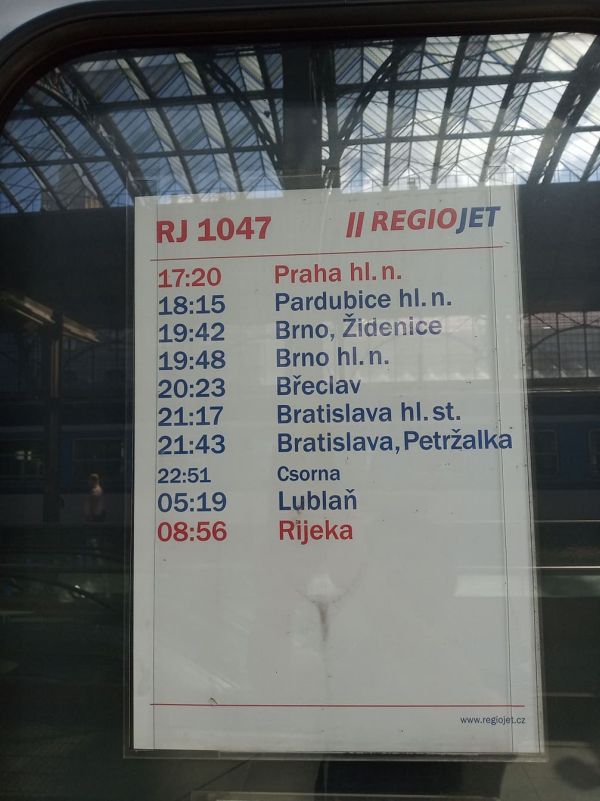 RJ 1047 REGIOJET
17:20 Praha hl. n.
18:15 Pardubice hl. n.
19:42 Brno, Židenice
19:48 Brno hl. n.
20:23 Břeclav
21:17 Bratislava hl. st.
21:43 Bratislava, Petržalka
22:51 Csorna
05:19 Lublaň
08:56 Rijeka
www.regiojet.cz